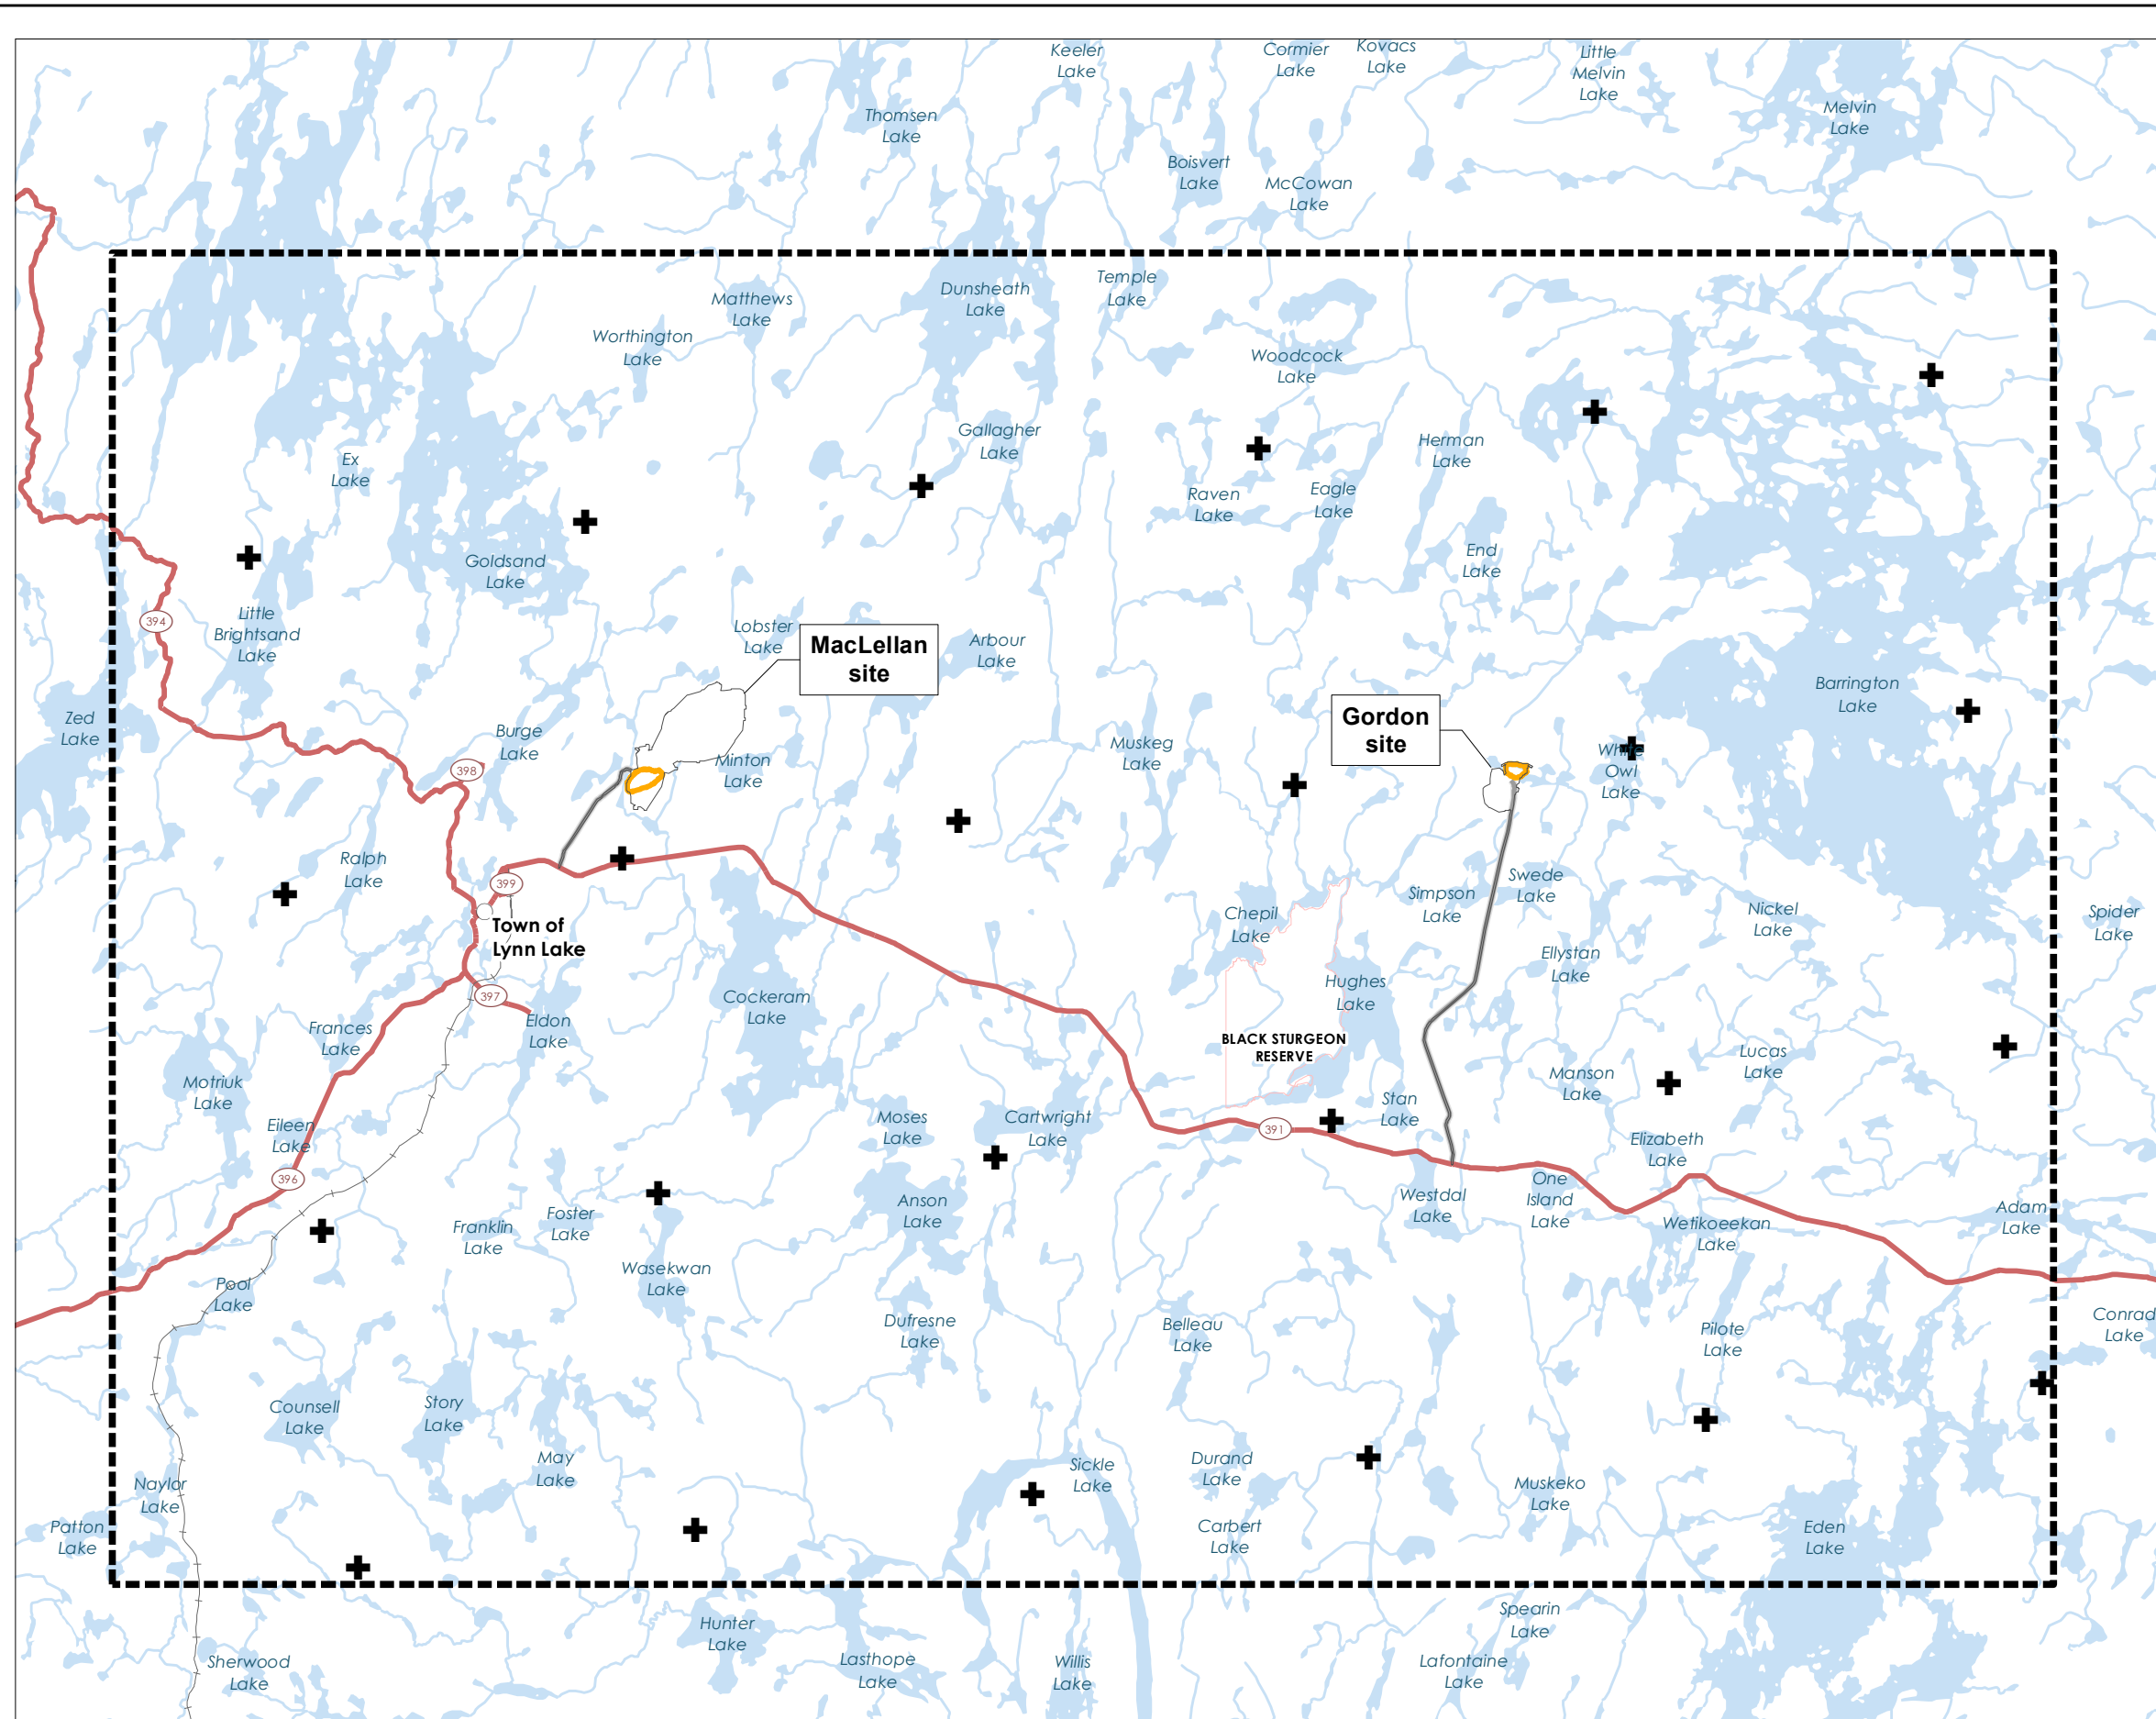 Keeler
Lake
Cormier
Lake
Kovacs
Lake
Little
Melvin
Lake
Melvin
Lake
Thomsen
Lake
Boisvert
Lake
McCowan
Lake
Matthews
Lake
Dunsheath
Lake
Temple
Lake
Worthington
Lake
Woodcock
Lake
Ex
Lake
Gallagher
Lake
Herman
Lake
Raven
Lake
Eagle
Lake
Goldsand
Lake
End
Lake
394
Little
Brightsand
Lake
Lobster
Lake
MacLellan
site
Arbour
Lake
Barrington
Lake
Zed
Lake
Burge
Lake
398
Minton
Lake
Muskeg
Lake
Gordon
site
White
Owl
Lake
Ralph
Lake
399
Town of
Lynn Lake
Simpson
Lake
Swede
Lake
Chepil
Lake
Nickel
Lake
Spider
Lake
Ellystan
Lake
397
Cockeram
Lake
Hughes
Lake
Frances
Lake
Eldon
Lake
BLACK STURGEON
RESERVE
Motriuk
Lake
Manson
Lake
Lucas
Lake
Eileen
Lake
Moses
Lake
Cartwright
Lake
Stan
Lake
391
Elizabeth
Lake
396
Franklin
Lake
Foster
Lake
Anson
Lake
Westdal
Lake
One
Island
Lake
Wetikoeekan
Lake
Adam
Lake
Pool
Lake
Wasekwan
Lake
Dufresne
Lake
Belleau
Lake
Pilote
Lake
Conrad
Lake
Counsell
Lake
Story
Lake
May
Lake
Sickle
Lake
Durand
Lake
Muskeko
Lake
Naylor
Lake
Patton
Lake
Carbert
Lake
Eden
Lake
Hunter
Lake
Spearin
Lake
Sherwood
Lake
Lasthope
Lake
Willis
Lake
Lafontaine
Lake